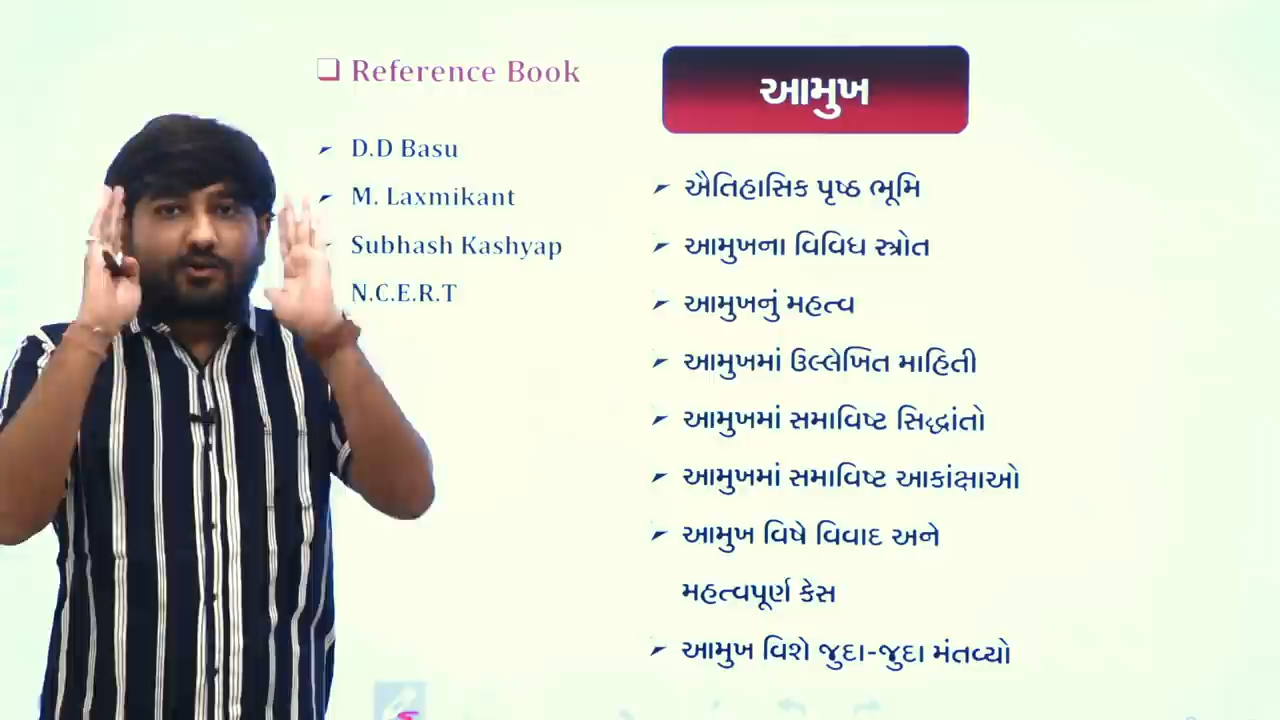 ❑ Reference Book
➢ D.D Basu
➢ M. Laxmikant
Subhash Kashyap
N.C.E.R.T
આમુખ
➢ ઐતિહાસિક પૃષ્ઠ ભૂમિ
➢ આમુખના વિવિધ સ્ત્રોત
➢ આમુખનું મહત્વ
➢ આમુખમાં ઉલ્લેખિત માહિતી
➢ આમુખમાં સમાવિષ્ટ સિદ્ધાંતો
➢ આમુખમાં સમાવિષ્ટ આકાંક્ષાઓ
➢ આમુખ વિષે વિવાદ અને
મહત્વપૂર્ણ કેસ
➢ આમુખ વિશે જુદા-જુદા મંતવ્યો